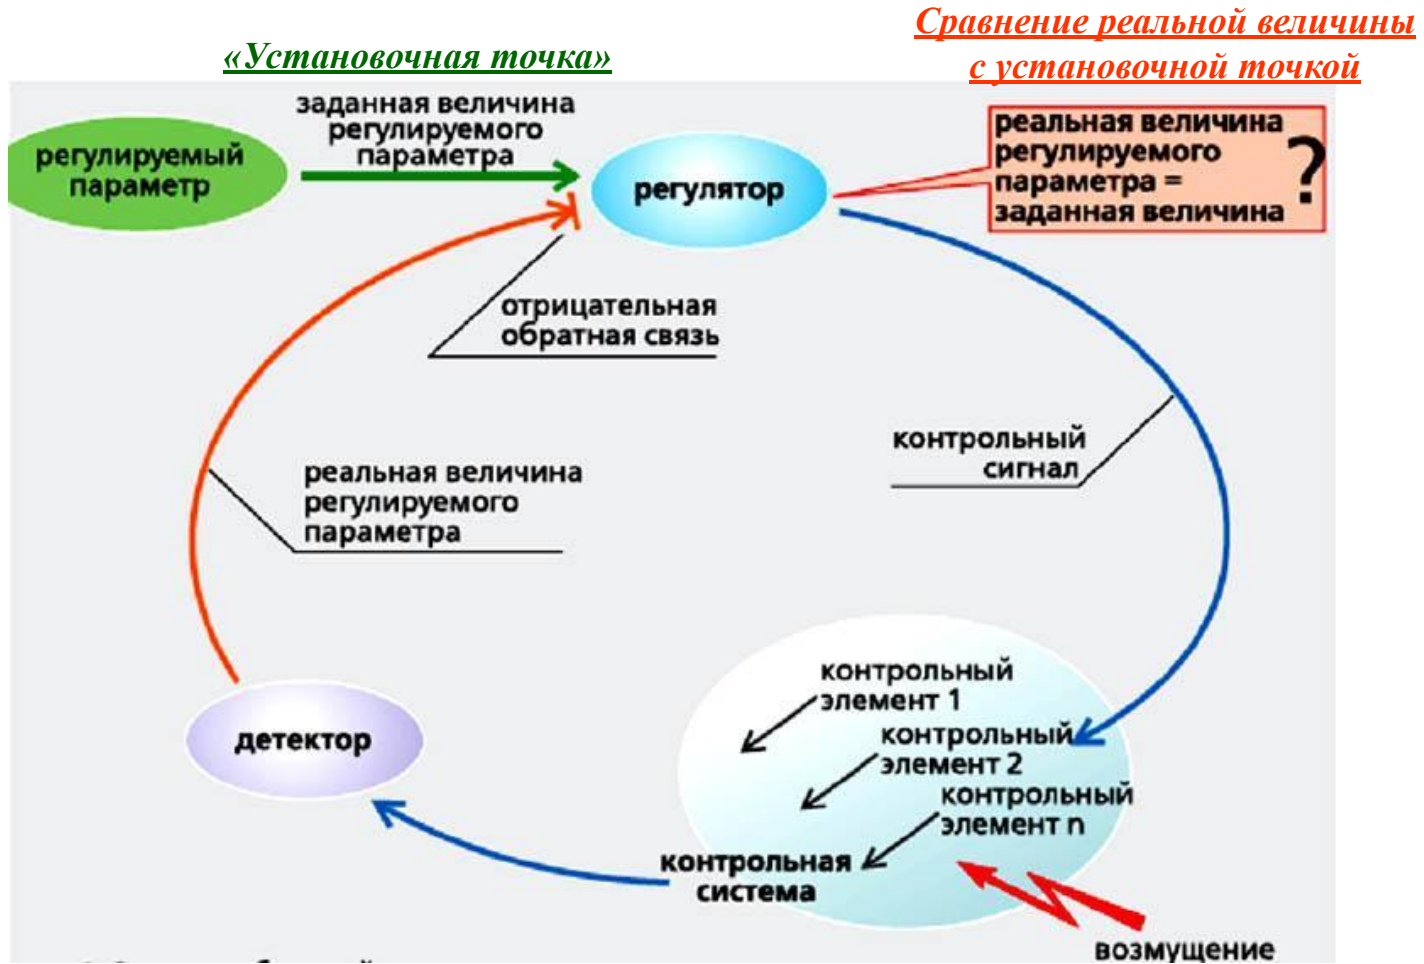 «Установочная точка»
Сравнение реальной величины
с установочной точкой
регулируемый
параметр
заданная величина
регулируемого
параметра
регулятор
реальная величина
регулируемого
параметра =
заданная величина
?
отрицательная
обратная связь
контрольный
сигнал
реальная величина
регулируемого
параметра
детектор
контрольный
элемент 1
контрольный
элемент 2
контрольный
элемент n
контрольная
система
возмущение